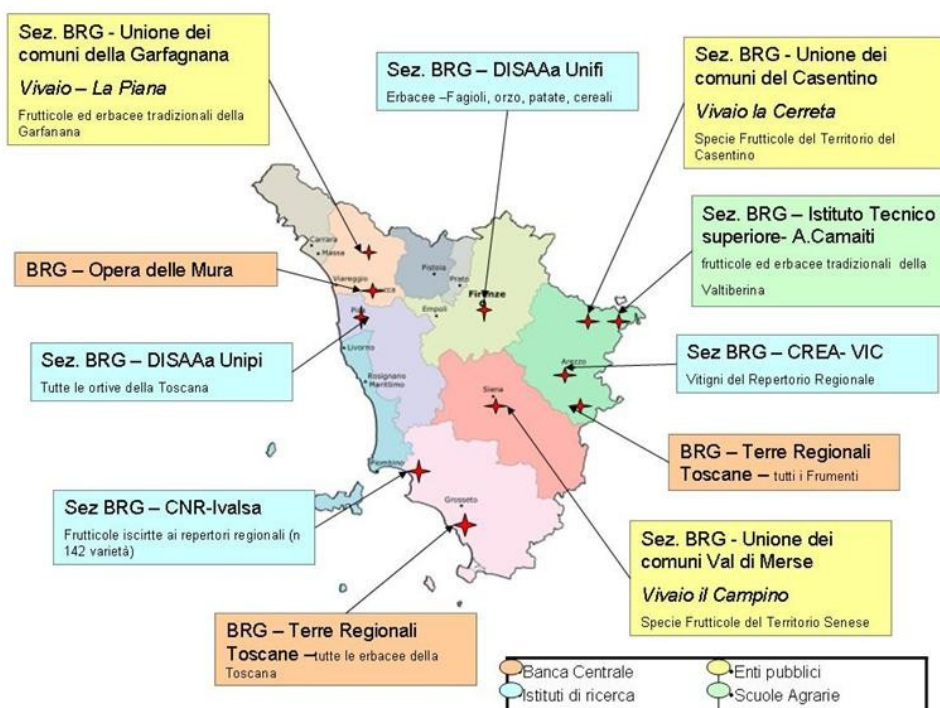 Sez. BRG - Unione dei
comuni della Garfagnana
Vivaio – La Piana
Frutticole ed erbacee tradizionali della
Garfanana
Sez. BRG – DISAAa Unifi
Erbacee –Fagioli, orzo, patate, cereali
Sez. BRG - Unione dei
comuni del Casentino
Vivaio la Cerreta
Specie Frutticole del Territorio del
Casentino
Sez. BRG – Istituto Tecnico
superiore- A.Camaiti
frutticole ed erbacee tradizionali della
Valtiberina
BRG – Opera delle Mura
Sez. BRG – DISAAa Unipi
Tutte le ortive della Toscana
Sez BRG – CREA- VIC
Vitigni del Repertorio Regionale
BRG – Terre Regionali
Toscane – tutti i Frumenti
Sez BRG – CNR-Ivalsa
Frutticole iscirtte ai repertori regionali (n
142 varietà)
Sez. BRG - Unione dei
comuni Val di Merse
Vivaio il Campino
Specie Frutticole del Territorio Senese
BRG – Terre Regionali
Toscane –tutte le erbacee della
Toscana
Carrara
Massa
Viareggio
Pistoia
Prato
Firenze
Empoli
Livorno
Rosignano
Marittimo
Arezzo
Siena
Piombino
Grosseto
Banca Centrale
Enti pubblici
Istituti di ricerca
Scuole Agrarie